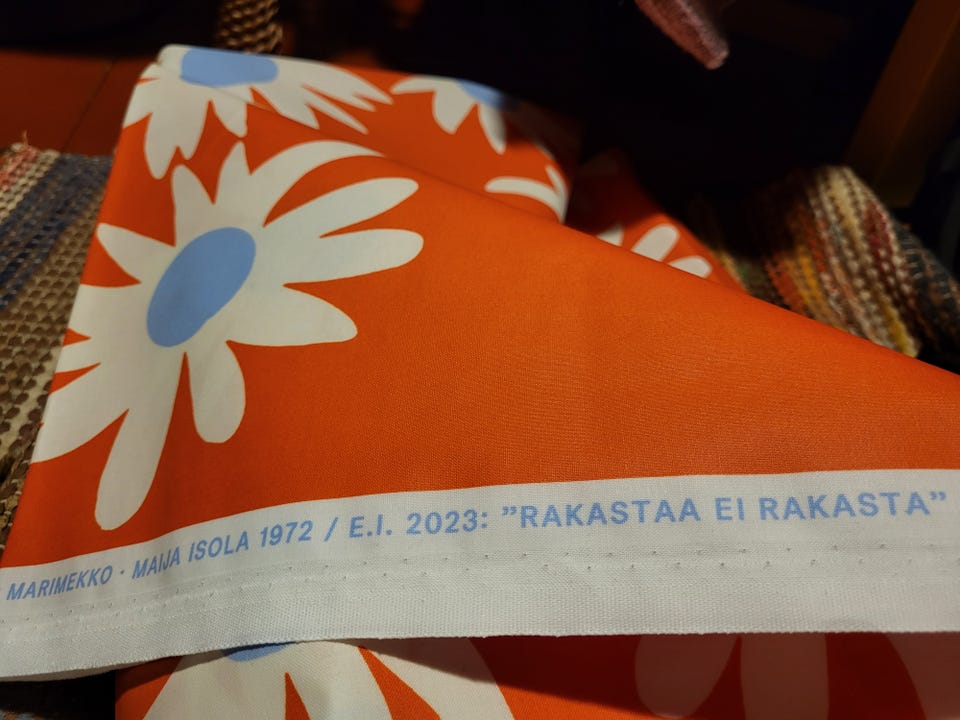 MARIMEKKO · MAIJA ISOLA 1972 / E.I. 2023: ”RAKASTAA EI RAKASTA”